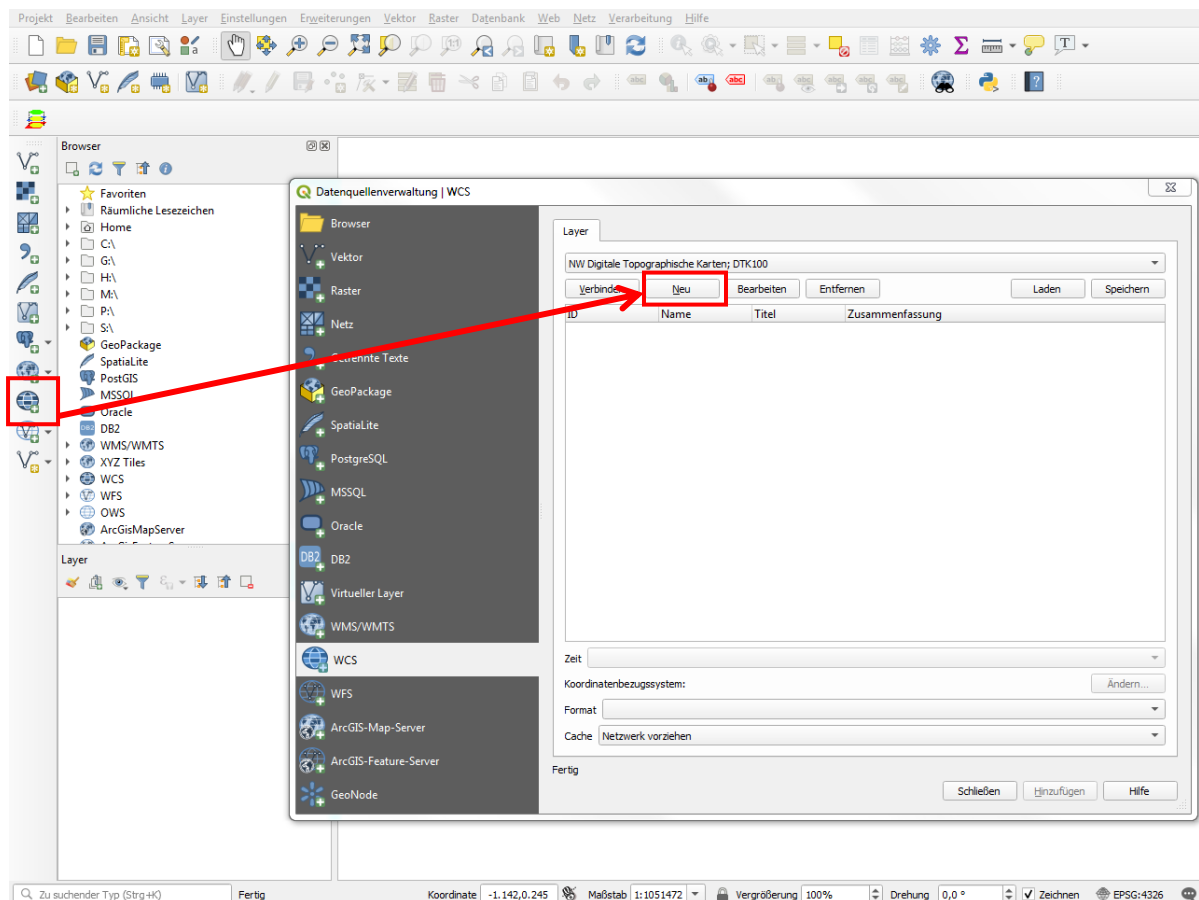 Projekt Bearbeiten Ansicht Layer Einstellungen Erweiterungen Vektor Raster Datenbank Web Netz Verarbeitung Hilfe
Browser
Favoriten
Räumliche Lesezeichen
Home
C:\
G:\
H:\
M:\
P:\
S:\
GeoPackage
SpatiaLite
PostGIS
MSSQL
Oracle
DB2
WMS/WMTS
XYZ Tiles
WCS
WFS
OWS
ArcGisMapServer
Layer
Datenquellenverwaltung | WCS
Browser
Vektor
Raster
Netz
Getrennte Texte
GeoPackage
SpatiaLite
PostgreSQL
MSSQL
Oracle
DB2
Virtueller Layer
WMS/WMTS
WCS
WFS
ArcGIS-Map-Server
ArcGIS-Feature-Server
GeoNode
Layer
NW Digitale Topographische Karten; DTK100
Verbinden Neu Bearbeiten Entfernen Laden Speichern
ID Name Titel Zusammenfassung
Zeit
Koordinatenbezugssystem: Ändern...
Format
Cache Netzwerk vorziehen
Fertig
Schließen Hinzufügen Hilfe
Zu suchender Typ (Strg+K) Fertig Koordinate -1.142,0.245 Maßstab 1:1051472 Vergrößerung 100% Drehung 0,0 ° Zeichnen EPSG:4326